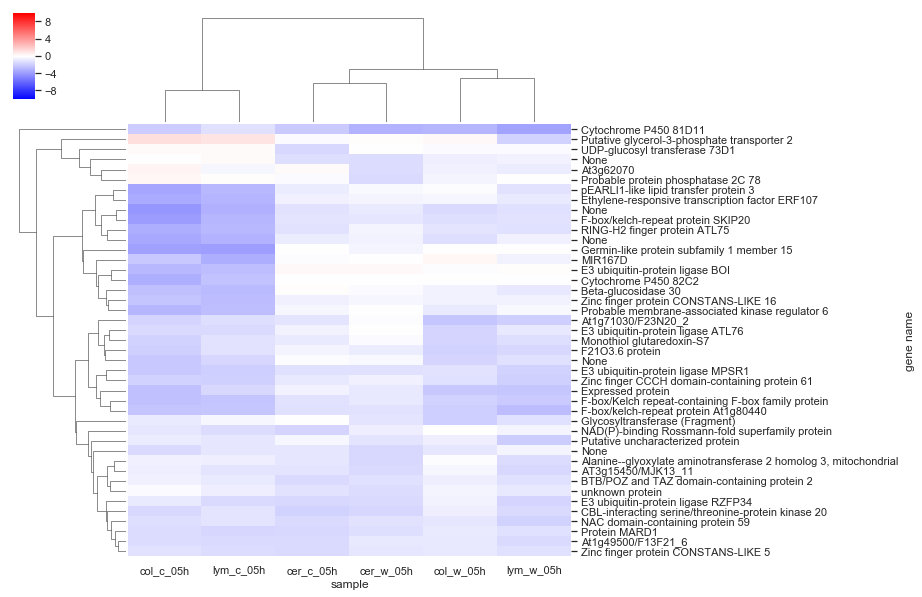 8
4
0
−4
−8
Cytochrome P450 81D11
Putative glycerol-3-phosphate transporter 2
UDP-glucosyl transferase 73D1
None
At3g62070
Probable protein phosphatase 2C 78
pEARLI1-like lipid transfer protein 3
Ethylene-responsive transcription factor ERF107
None
F-box/kelch-repeat protein SKIP20
RING-H2 finger protein ATL75
None
Germin-like protein subfamily 1 member 15
MIR167D
E3 ubiquitin-protein ligase BOI
Cytochrome P450 82C2
Beta-glucosidase 30
Zinc finger protein CONSTANS-LIKE 16
Probable membrane-associated kinase regulator 6
At1g71030/F23N20_2
E3 ubiquitin-protein ligase ATL76
Monothiol glutaredoxin-S7
F21O3.6 protein
None
E3 ubiquitin-protein ligase MPSR1
Zinc finger CCCH domain-containing protein 61
Expressed protein
F-box/Kelch repeat-containing F-box family protein
F-box/kelch-repeat protein At1g80440
Glycosyltransferase (Fragment)
NAD(P)-binding Rossmann-fold superfamily protein
Putative uncharacterized protein
None
Alanine--glyoxylate aminotransferase 2 homolog 3, mitochondrial
AT3g15450/MJK13_11
BTB/POZ and TAZ domain-containing protein 2
unknown protein
E3 ubiquitin-protein ligase RZFP34
CBL-interacting serine/threonine-protein kinase 20
NAC domain-containing protein 59
Protein MARD1
At1g49500/F13F21_6
Zinc finger protein CONSTANS-LIKE 5
gene name
col_c_05h lym_c_05h cer_c_05h cer_w_05h col_w_05h lym_w_05h
sample